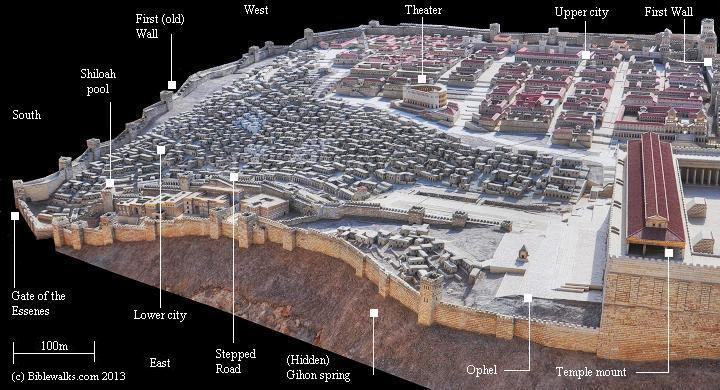 First (old)
Wall
West
Theater
Upper city
First Wall
Shiloah
pool
South
Gate of the
Essenes
Lower city
100m
East
Stepped
Road
(Hidden)
Gihon spring
Ophel
Temple mount
(c) Biblewalks.com 2013